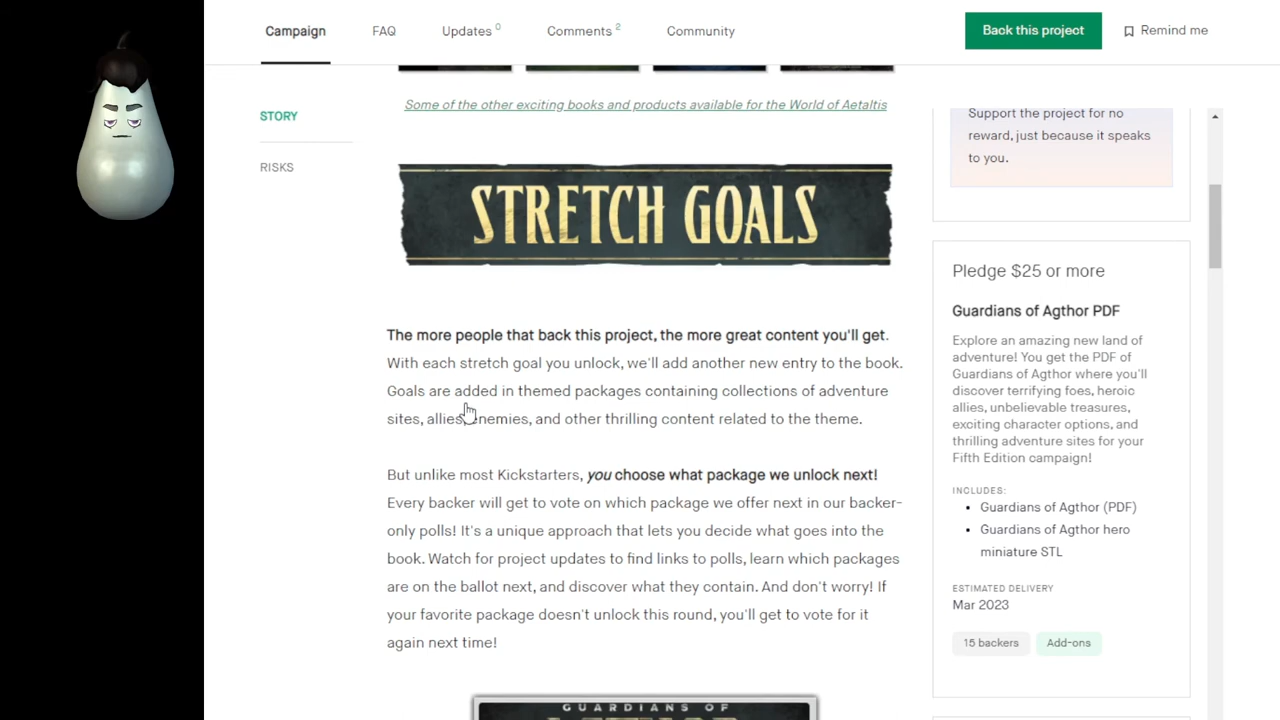 Campaign
FAQ
Updates 0
Comments 2
Community
Back this project
Remind me
STORY
RISKS
Some of the other exciting books and products available for the World of Aetaltis
STRETCH GOALS
The more people that back this project, the more great content you'll get.
With each stretch goal you unlock, we'll add another new entry to the book.
Goals are added in themed packages containing collections of adventure
sites, allies, enemies, and other thrilling content related to the theme.
But unlike most Kickstarters, you choose what package we unlock next!
Every backer will get to vote on which package we offer next in our backer-
only polls! It's a unique approach that lets you decide what goes into the
book. Watch for project updates to find links to polls, learn which packages
are on the ballot next, and discover what they contain. And don't worry! If
your favorite package doesn't unlock this round, you'll get to vote for it
again next time!
GUARDIANS OF
Support the project for no
reward, just because it speaks
to you.
Pledge $25 or more
Guardians of Agthor PDF
Explore an amazing new land of
adventure! You get the PDF of
Guardians of Agthor where you'll
discover terrifying foes, heroic
allies, unbelievable treasures,
exciting character options, and
thrilling adventure sites for your
Fifth Edition campaign!
INCLUDES:
• Guardians of Agthor (PDF)
• Guardians of Agthor hero
miniature STL
ESTIMATED DELIVERY
Mar 2023
15 backers
Add-ons